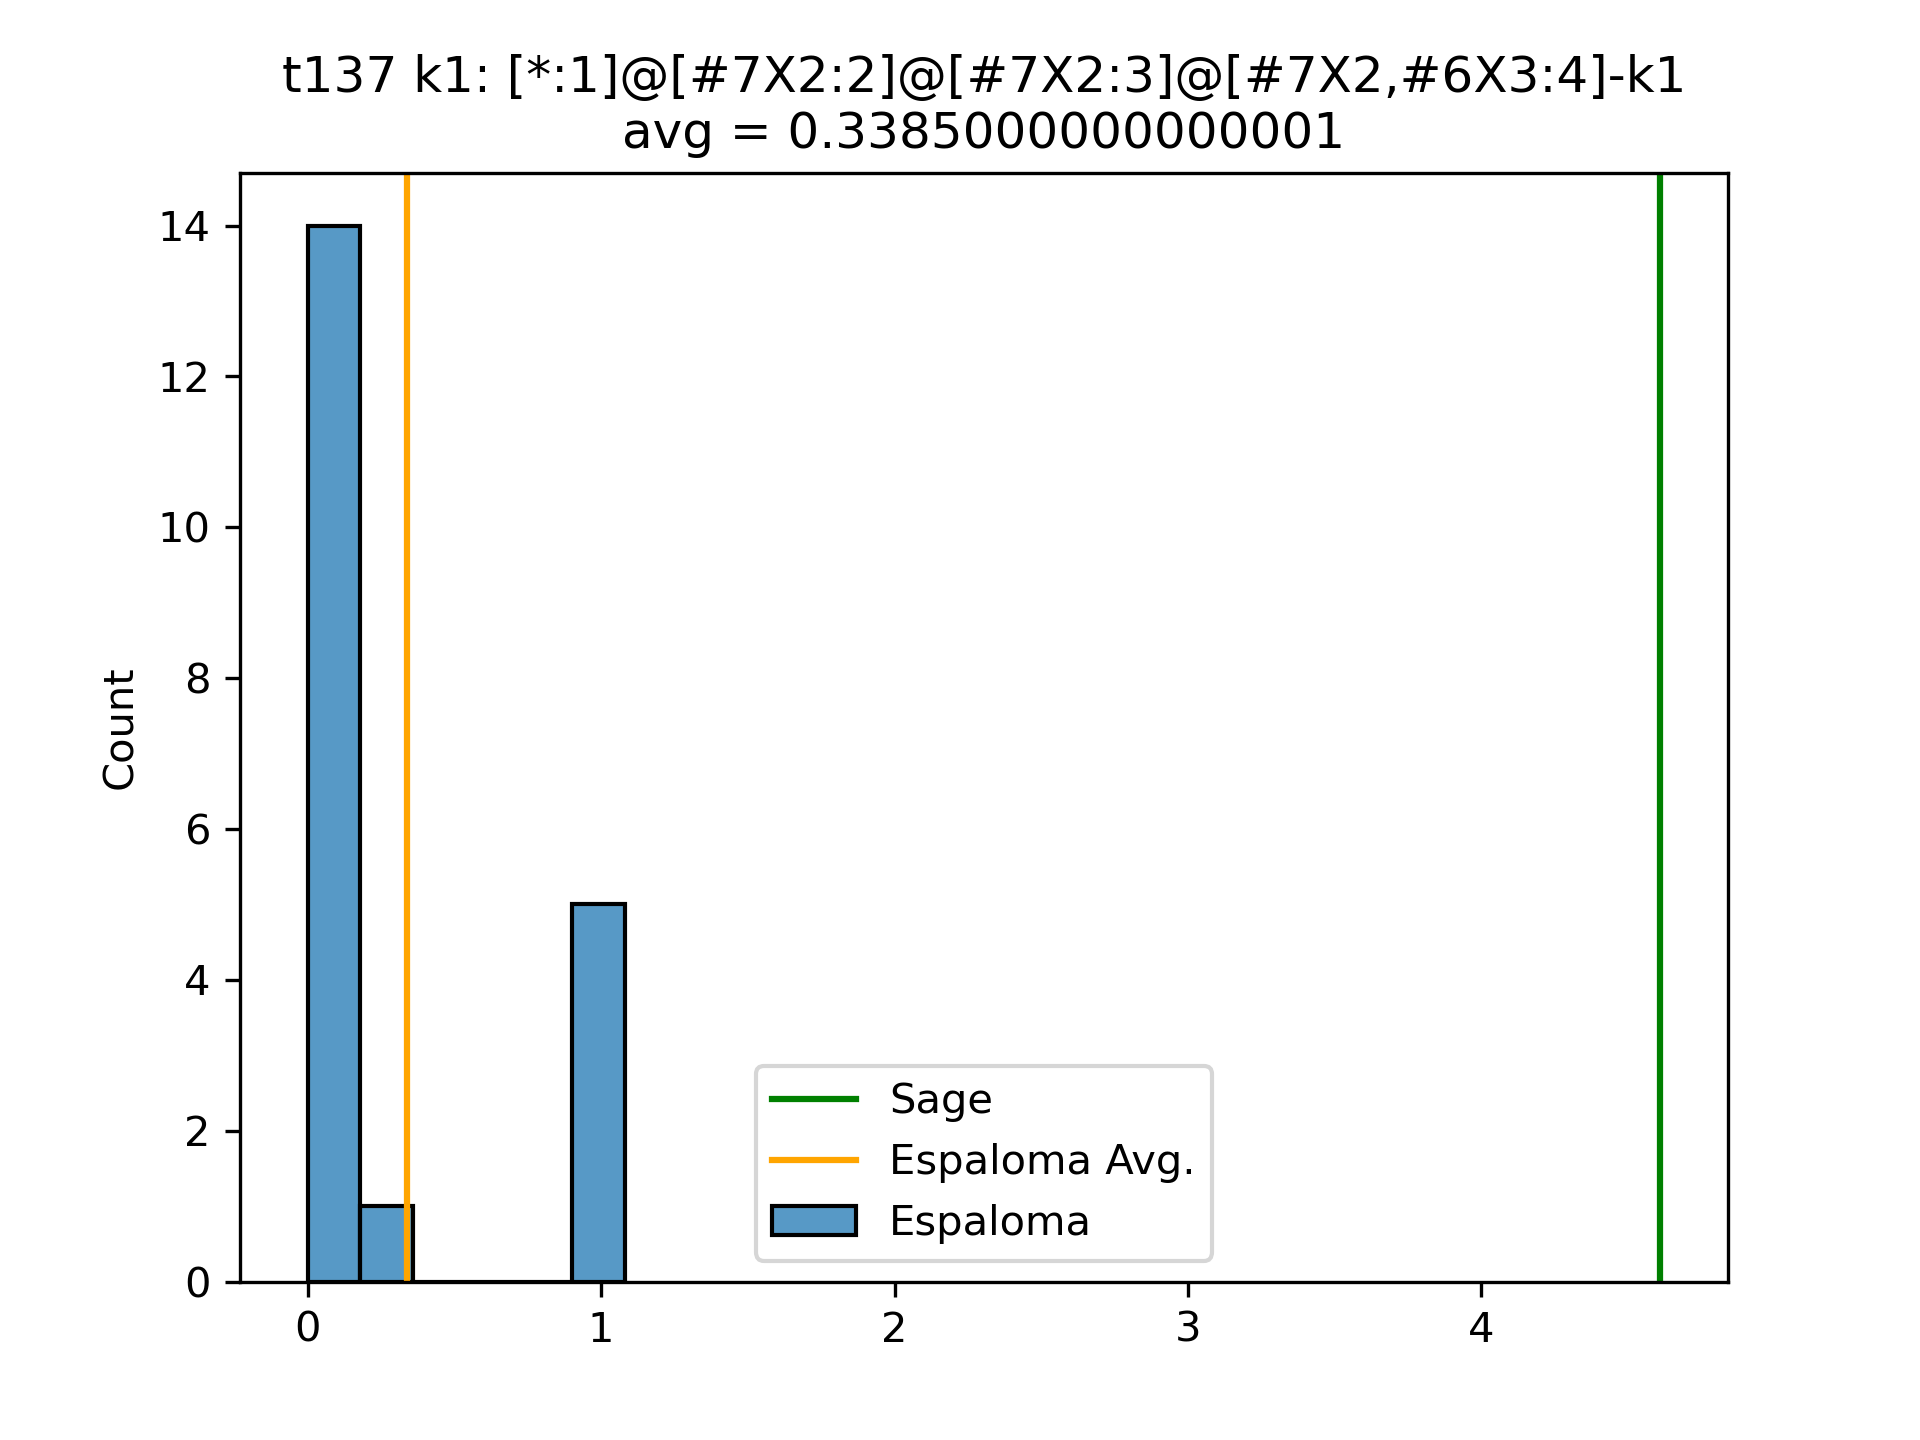 t137 k1: [*:1]@[#7X2:2]@[#7X2:3]@[#7X2,#6X3:4]-k1
avg = 0.33850000000000001
14
12
10
8
6
4
2
0
Count
0 1 2 3 4
Sage
Espaloma Avg.
Espaloma